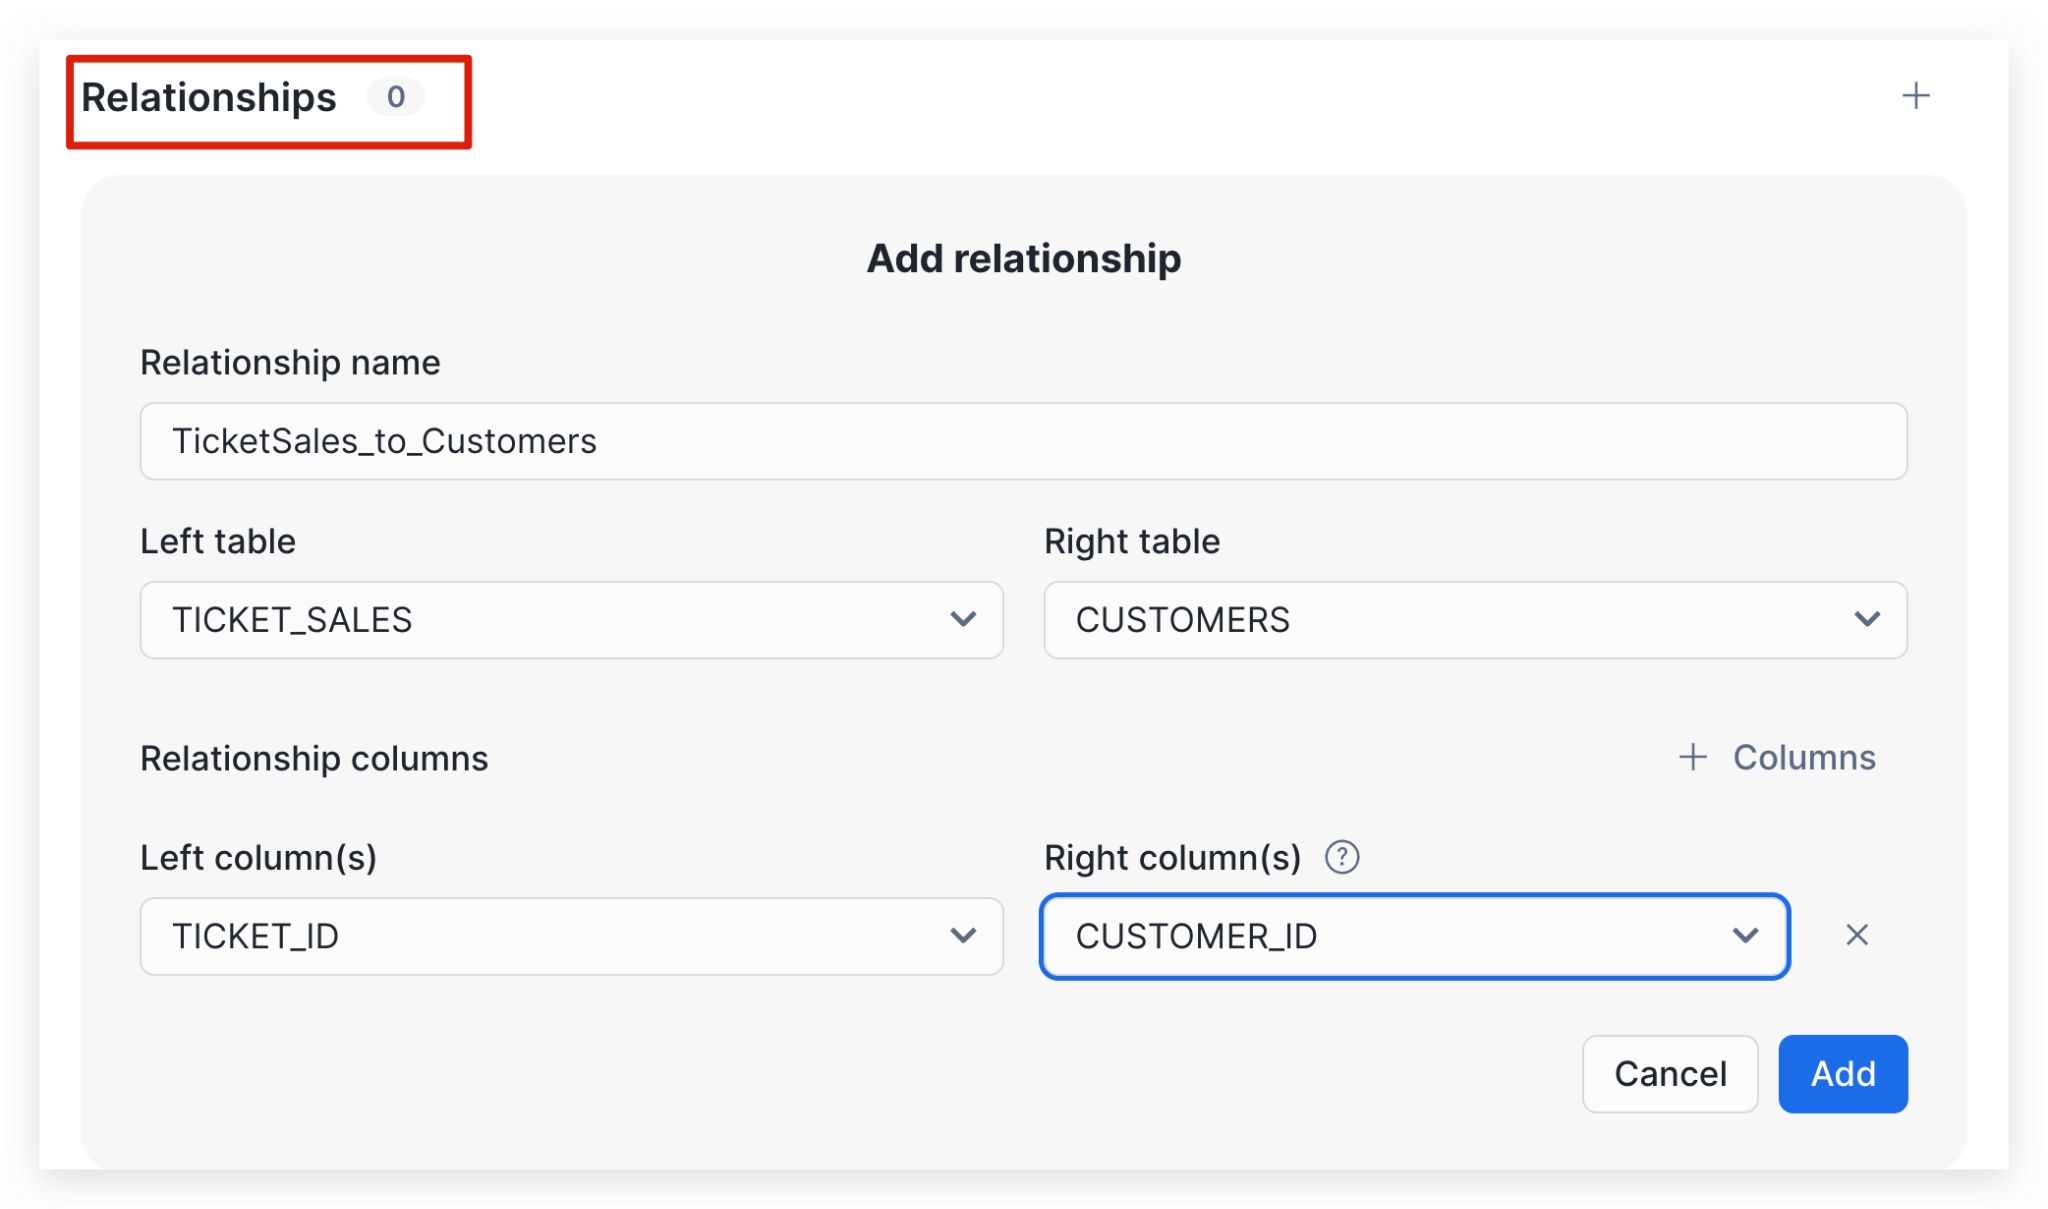 Relationships 0
Add relationship
Relationship name
TicketSales_to_Customers
Left table Right table
TICKET_SALES CUSTOMERS
Relationship columns + Columns
Left column(s) Right column(s) ?
TICKET_ID CUSTOMER_ID
Cancel Add